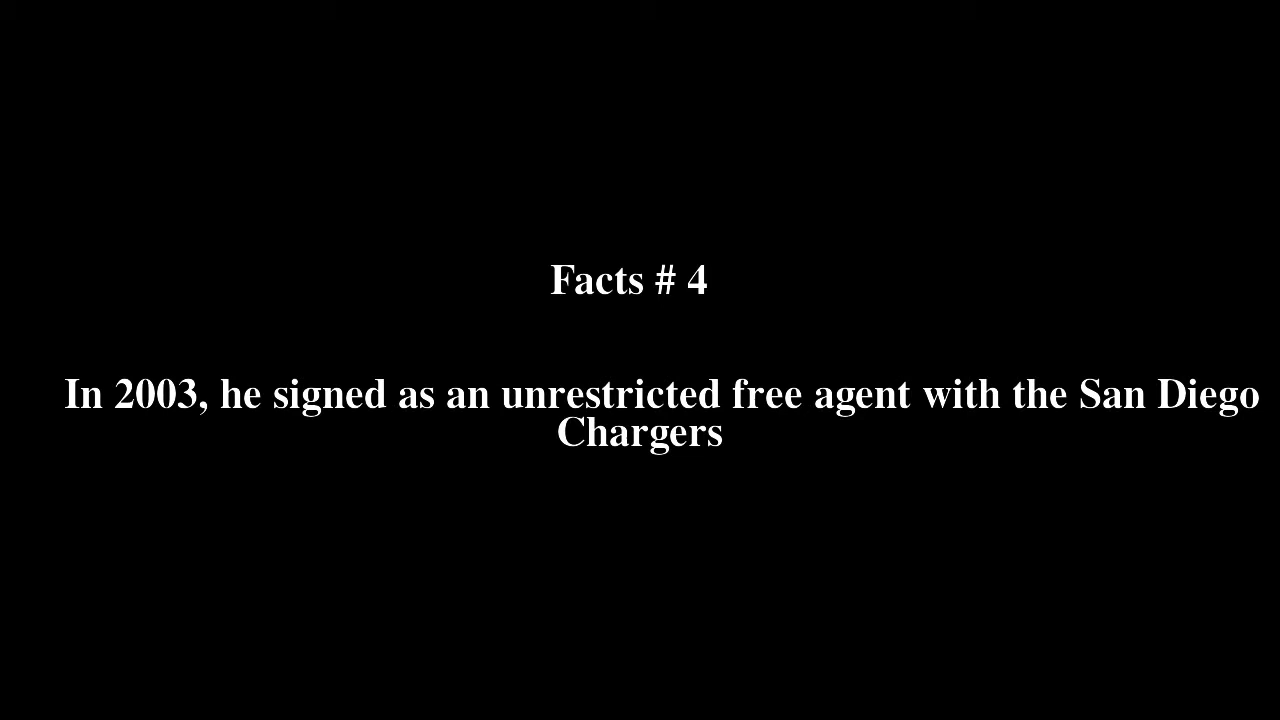 Facts # 4
In 2003, he signed as an unrestricted free agent with the San Diego
Chargers